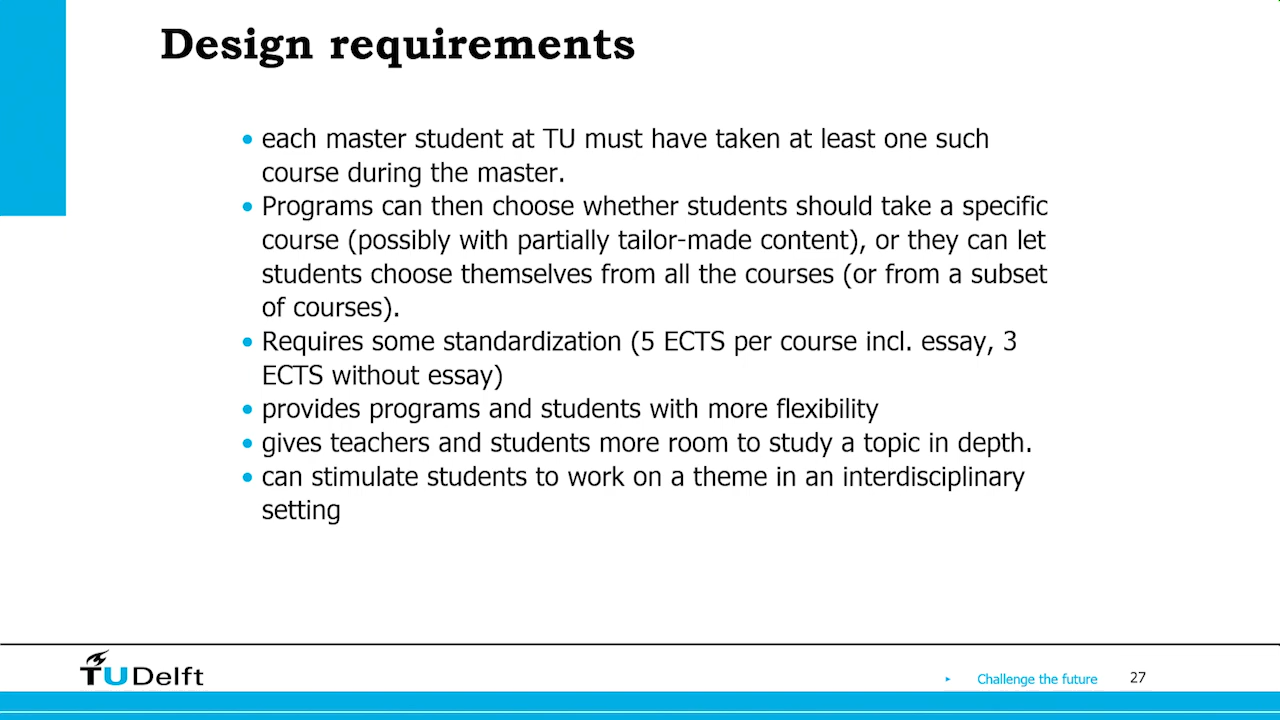 Design requirements
• each master student at TU must have taken at least one such
course during the master.
• Programs can then choose whether students should take a specific
course (possibly with partially tailor-made content), or they can let
students choose themselves from all the courses (or from a subset
of courses).
• Requires some standardization (5 ECTS per course incl. essay, 3
ECTS without essay)
• provides programs and students with more flexibility
• gives teachers and students more room to study a topic in depth.
• can stimulate students to work on a theme in an interdisciplinary
setting
TU Delft
Challenge the future 27